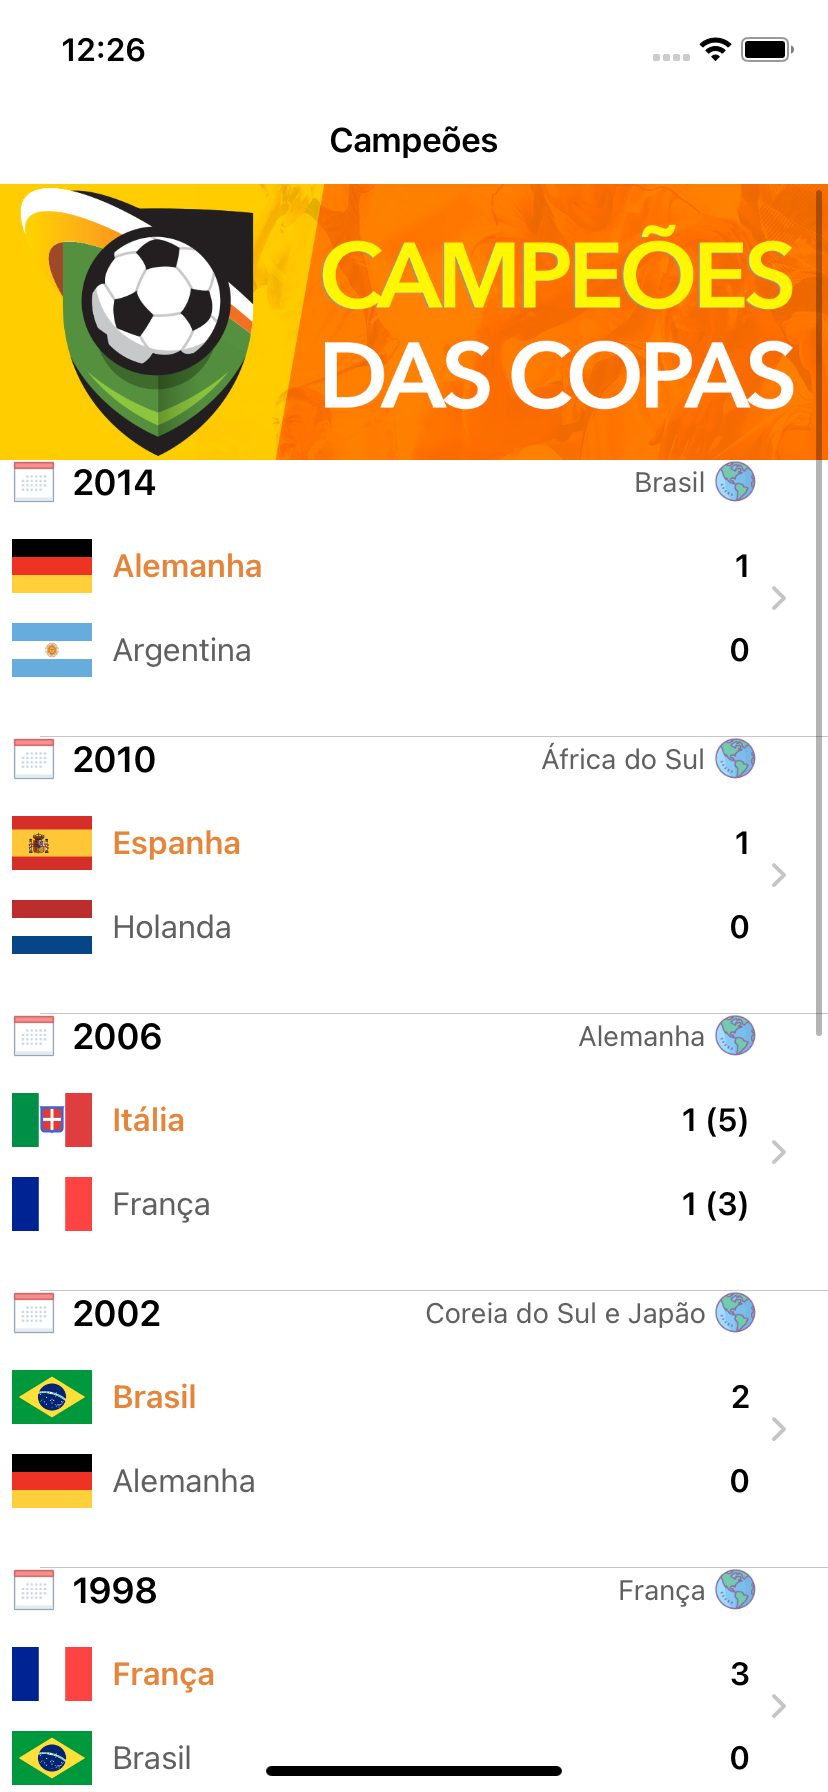 12:26
Campeões
CAMPEÕES
DAS COPAS
2014 Brasil
Alemanha 1
Argentina 0
2010 África do Sul
Espanha 1
Holanda 0
2006 Alemanha
Itália 1 (5)
França 1 (3)
2002 Coreia do Sul e Japão
Brasil 2
Alemanha 0
1998 França
França 3
Brasil 0